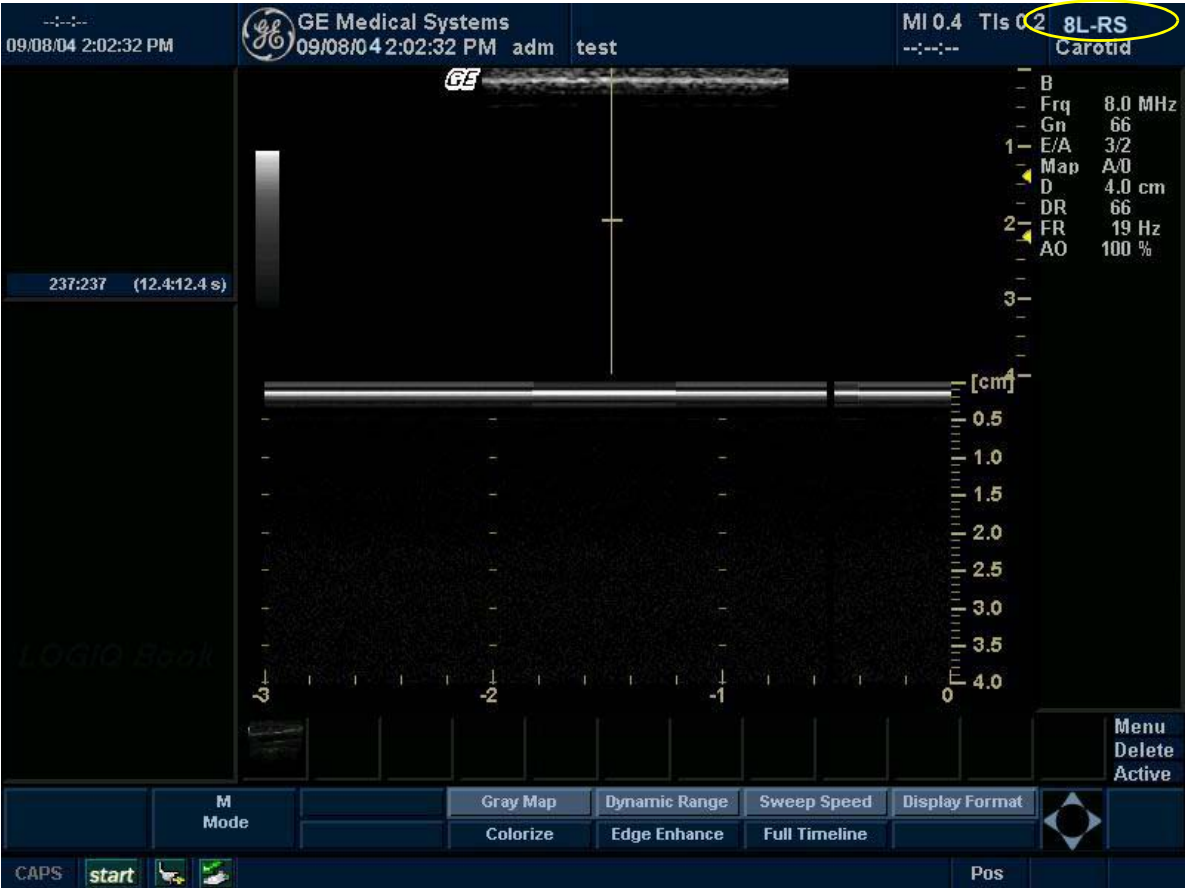 --:--:--
09/08/04 2:02:32 PM
GE Medical Systems
09/08/04 2:02:32 PM adm test
MI 0.4 TIs 0.2 8L-RS
--:--:-- Carotid
GE
B
Frq 8.0 MHz
Gn 66
E/A 3/2
Map A/0
D 4.0 cm
DR 66
FR 19 Hz
AO 100 %
1
2
3
4
237:237 (12.4:12.4 s)
[cm]
0.5
1.0
1.5
2.0
2.5
3.0
3.5
4.0
-3 -2 -1 0
LOGIQ Book
Menu
Delete
Active
M
Mode
Gray Map Dynamic Range Sweep Speed Display Format
Colorize Edge Enhance Full Timeline
CAPS start Pos